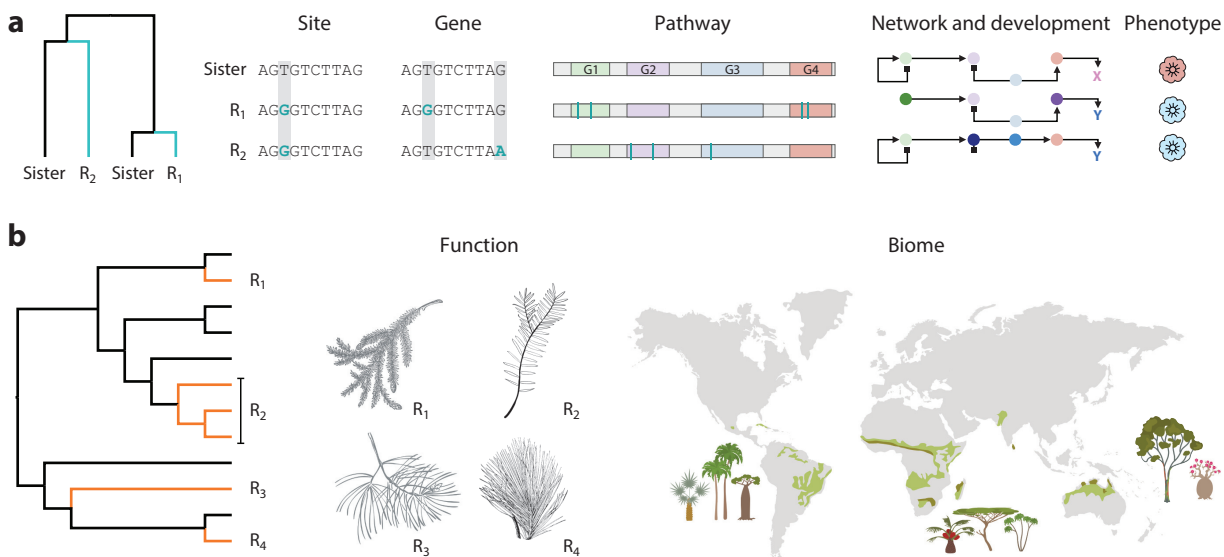 a
Site Gene Pathway Network and development Phenotype
Sister AGTGTCTTAG AGTGTCTTAG G1 G2 G3 G4 X
R1 AGGGTCTTAG AGGGTCTTAG Y
R2 AGGGTCTTAG AGTGTCTTAA Y
Sister R2 Sister R1
b
Function Biome
R1
R2
R3
R4
R1 R2
R3 R4